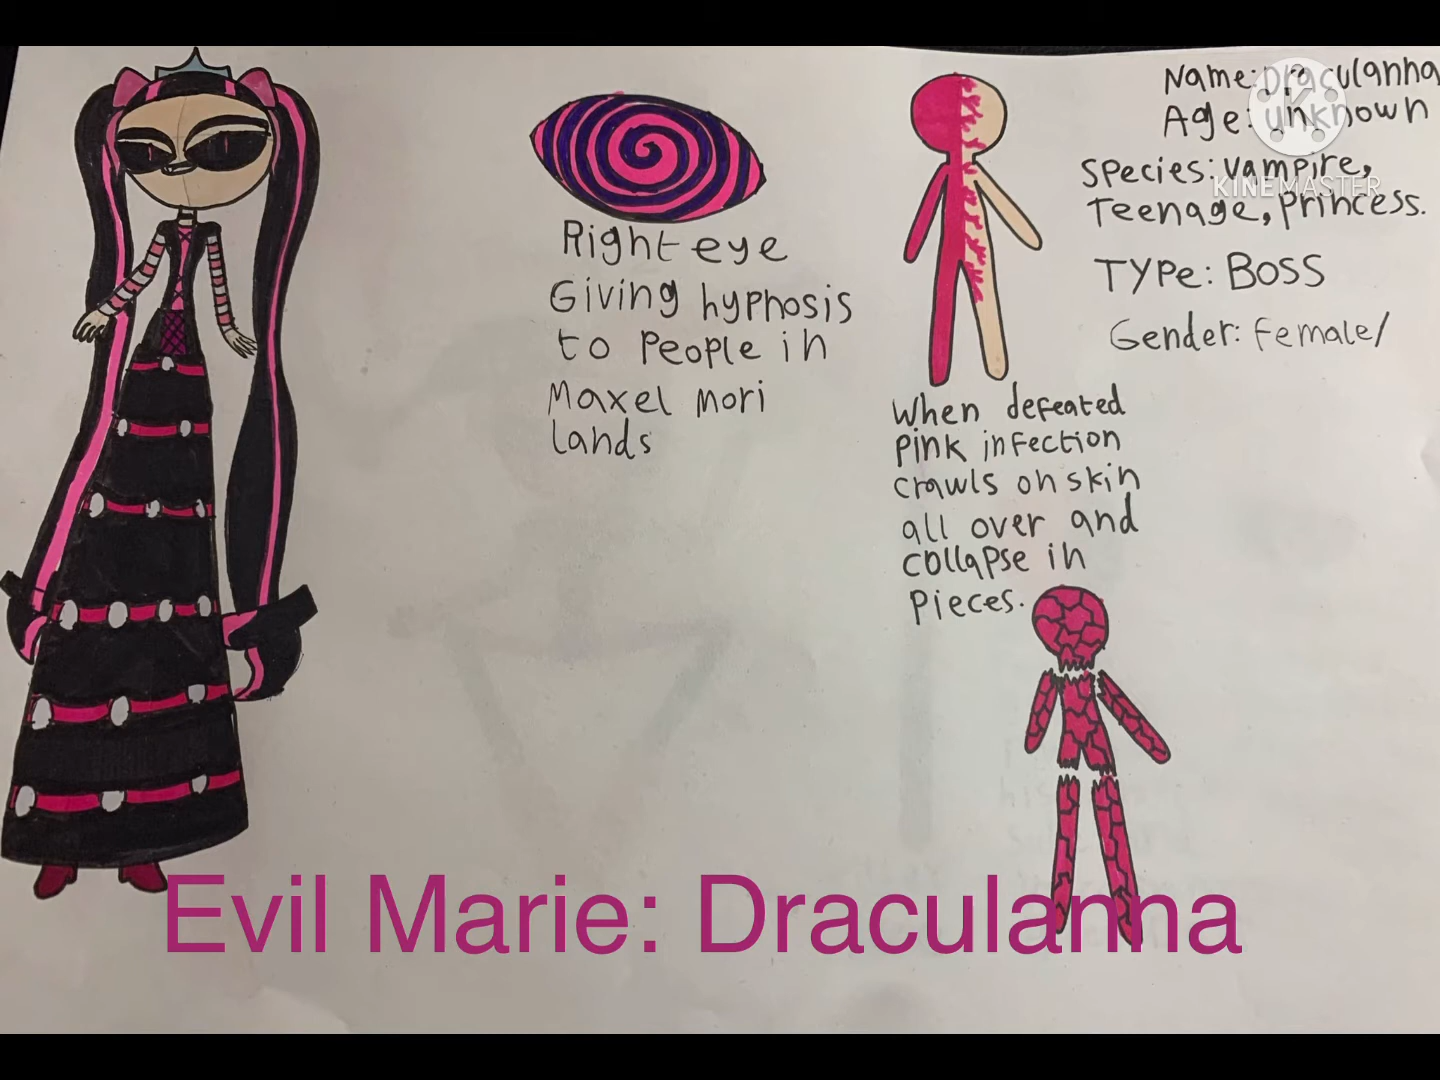 Name: Draculanna
Age: unknown
Species: Vampire,
Teenage, Princess.
TYPe: BOSS
Gender: Female/
KINEMASTER
Right eye
Giving hyphosis
to People in
Maxel Mori
lands
When defeated
Pink infection
crawls on skin
all over and
collapse in
Pieces.
Evil Marie: Draculanna